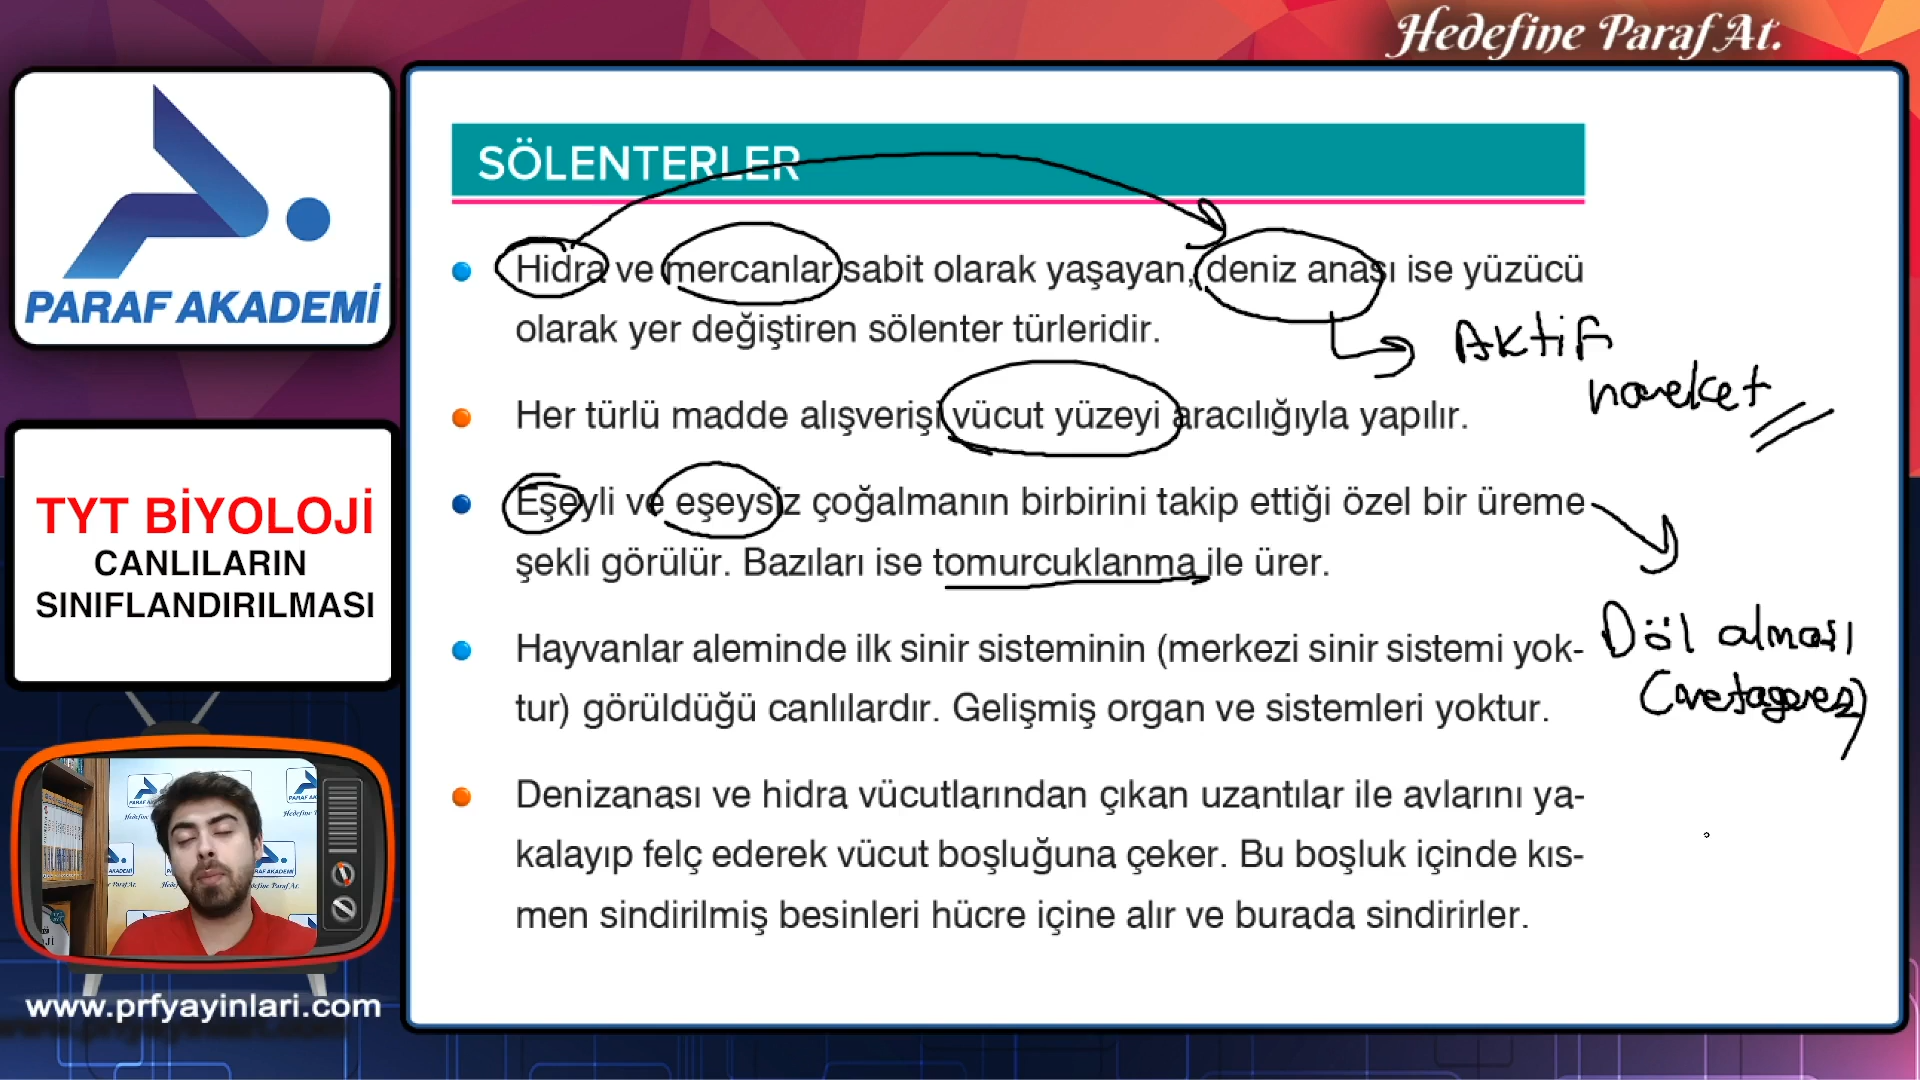 Hedefine Paraf At.
PARAF AKADEMİ
TYT BİYOLOJİ
CANLILARIN
SINIFLANDIRILMASI
www.prfyayinlari.com
SÖLENTERLER
Hidra ve mercanlar sabit olarak yaşayan, deniz anası ise yüzücü
olarak yer değiştiren sölenter türleridir.
Aktif
hareket
Her türlü madde alışverişi vücut yüzeyi aracılığıyla yapılır.
Eşeyli ve eşeysiz çoğalmanın birbirini takip ettiği özel bir üreme
şekli görülür. Bazıları ise tomurcuklanma ile ürer.
Döl alması
(metagenez)
Hayvanlar aleminde ilk sinir sisteminin (merkezi sinir sistemi yok-
tur) görüldüğü canlılardır. Gelişmiş organ ve sistemleri yoktur.
Denizanası ve hidra vücutlarından çıkan uzantılar ile avlarını ya-
kalayıp felç ederek vücut boşluğuna çeker. Bu boşluk içinde kıs-
men sindirilmiş besinleri hücre içine alır ve burada sindirirler.